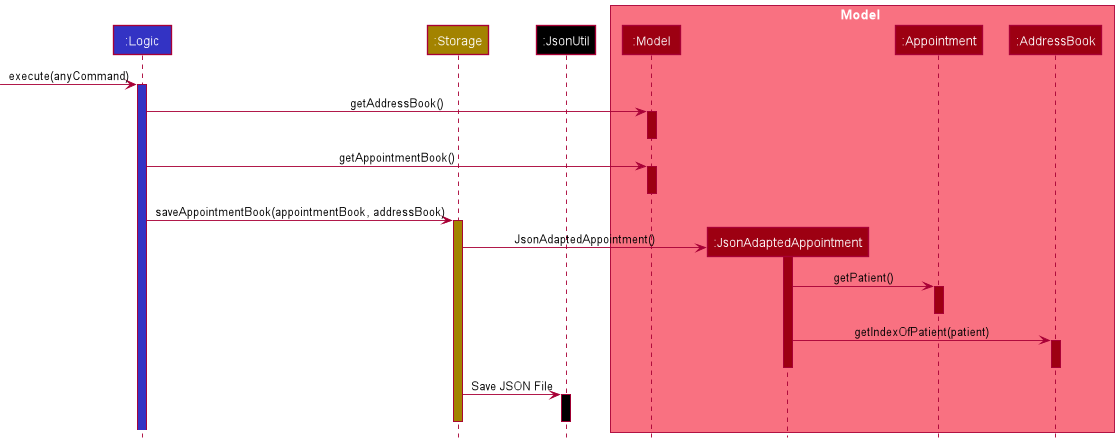 Model
:Logic
:Storage
:JsonUtil
:Model
:Appointment
:AddressBook
execute(anyCommand)
getAddressBook()
getAppointmentBook()
saveAppointmentBook(appointmentBook, addressBook)
JsonAdaptedAppointment()
:JsonAdaptedAppointment
getPatient()
getIndexOfPatient(patient)
Save JSON File